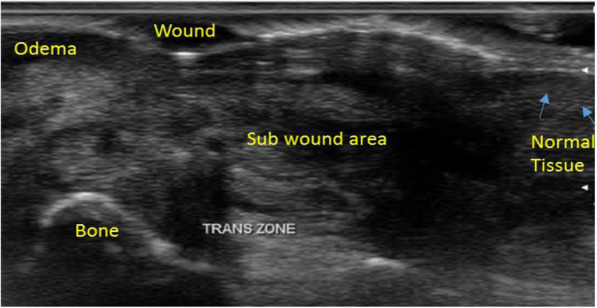 Wound
Odema
Sub wound area
Normal
Tissue
Bone
TRANS ZONE